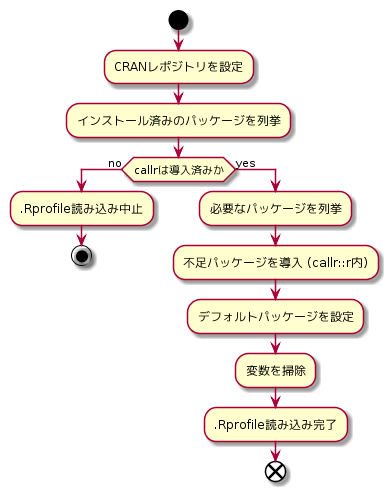 CRANレポジトリを設定
インストール済みのパッケージを列挙
no
callrは導入済みか
yes
.Rprofile読み込み中止
必要なパッケージを列挙
不足パッケージを導入 (callr::r内)
デフォルトパッケージを設定
変数を掃除
.Rprofile読み込み完了